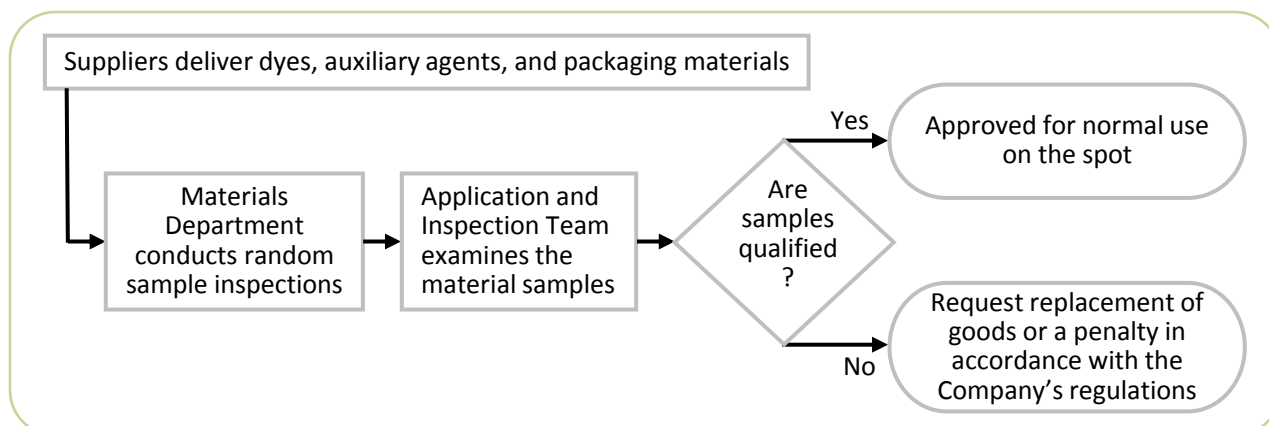 Suppliers deliver dyes, auxiliary agents, and packaging materials
Materials
Department
conducts random
sample inspections
Application and
Inspection Team
examines the
material samples
Are
samples
qualified
?
Yes
Approved for normal use
on the spot
No
Request replacement of
goods or a penalty in
accordance with the
Company’s regulations